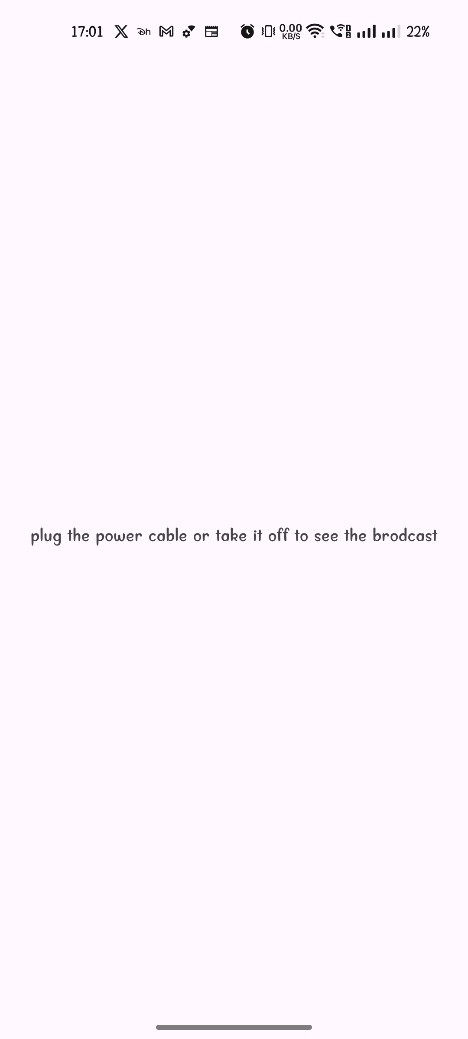 17:01 0.00 KB/S 22%
plug the power cable or take it off to see the brodcast